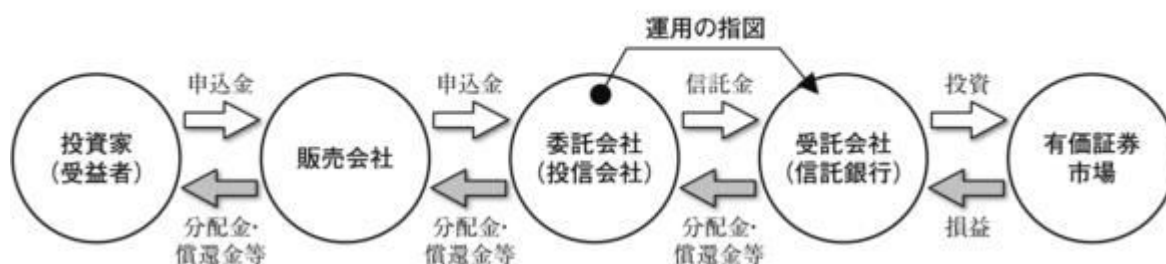 運用の指図
申込金
申込金
信託金
投資
投資家
(受益者)
販売会社
委託会社
(投信会社)
受託会社
(信託銀行)
有価証券
市場
分配金・
償還金等
分配金・
償還金等
分配金・
償還金等
損益